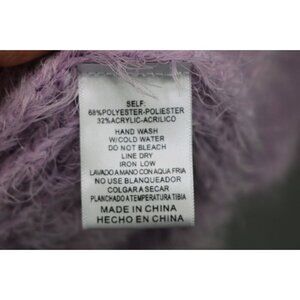 SELF:
68%POLYESTER-POLIESTER
32%ACRYLIC-ACRILICO
HAND WASH
W/COLD WATER
DO NOT BLEACH
LINE DRY
IRON LOW
LAVADO A MANO CON AQUA FRIA
NO USE BLANQUEADOR
COLGAR A SECAR
PLANCHADO A TEMPERATURA TIBIA
MADE IN CHINA
HECHO EN CHINA